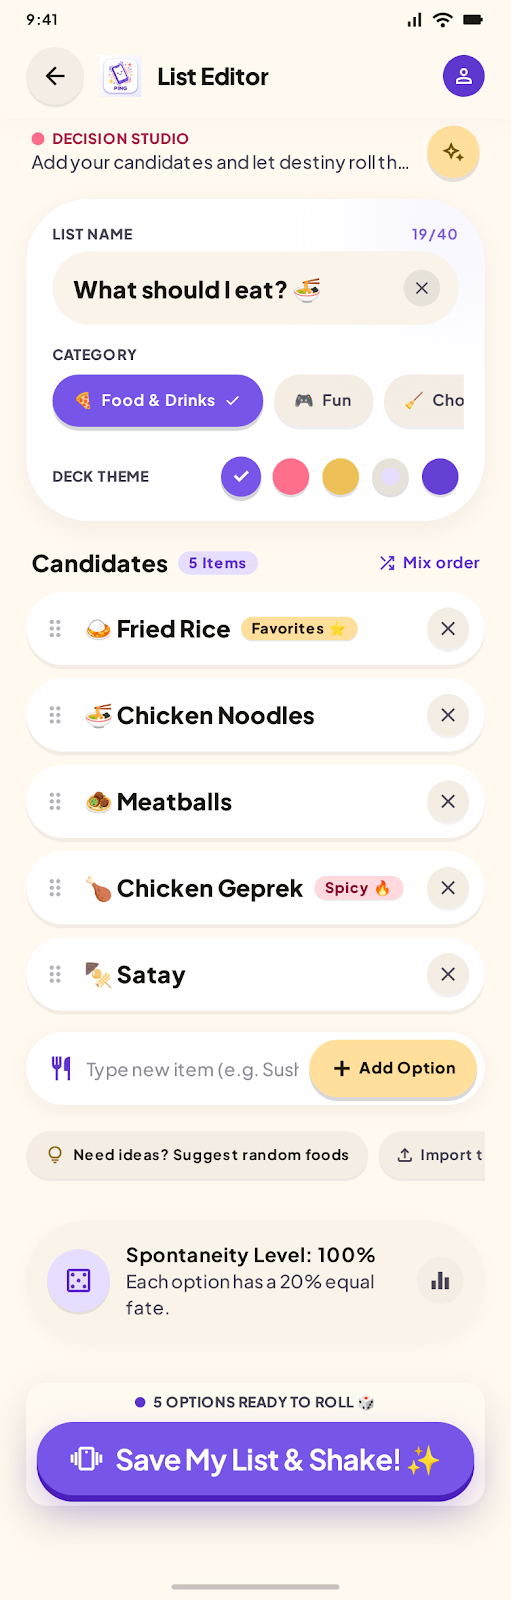 9:41
PING
List Editor
DECISION STUDIO
Add your candidates and let destiny roll th...
LIST NAME 19/40
What should I eat? 🍜
CATEGORY
🍕 Food & Drinks ✓ 🎮 Fun 🧹 Cho
DECK THEME
Candidates 5 Items Mix order
🍛 Fried Rice Favorites ⭐
🍜 Chicken Noodles
🧆 Meatballs
🍗 Chicken Geprek Spicy 🔥
🍢 Satay
Type new item (e.g. Sush + Add Option
Need ideas? Suggest random foods Import t
Spontaneity Level: 100%
Each option has a 20% equal
fate.
5 OPTIONS READY TO ROLL 🎲
Save My List & Shake! ✨